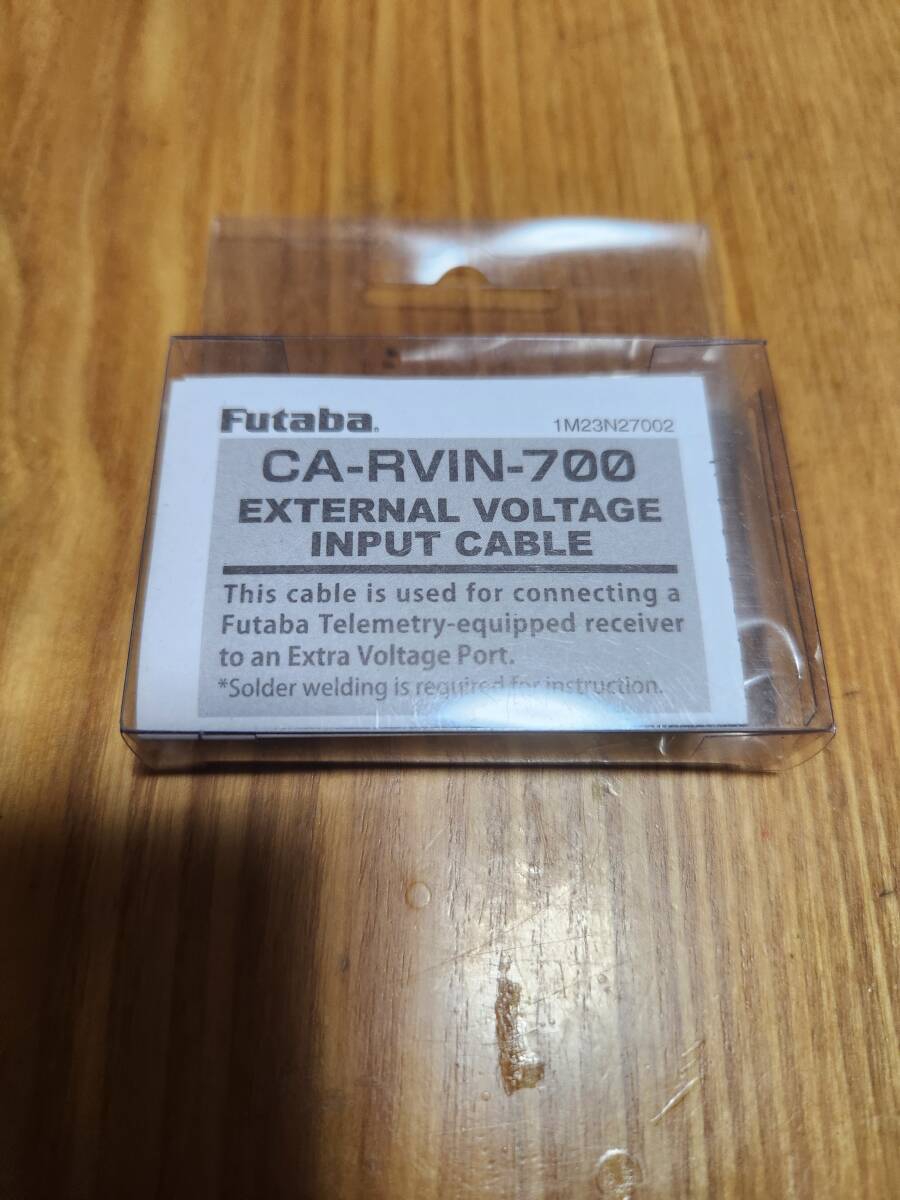 Futaba.
1M23N27002
CA-RVIN-700
EXTERNAL VOLTAGE
INPUT CABLE
This cable is used for connecting a
Futaba Telemetry-equipped receiver
to an Extra Voltage Port.
*Solder welding is required for instruction.